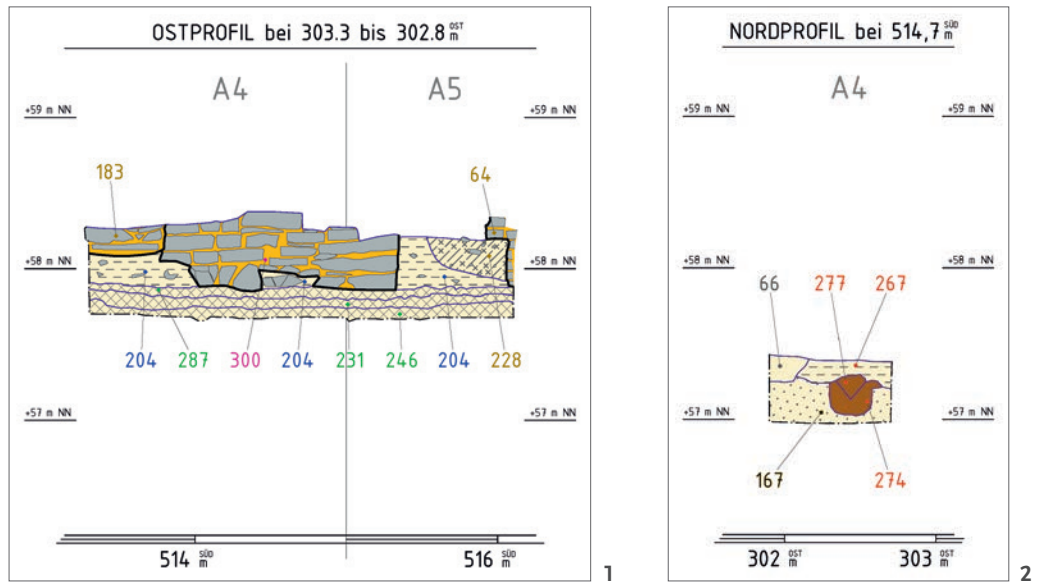 OSTPROFIL bei 303.3 bis 302.8 OST m
A4 A5
+59 m NN +59 m NN
183 64
+58 m NN +58 m NN
204 287 300 204 231 246 204 228
+57 m NN +57 m NN
514 SÜD m 516 SÜD m
1
NORDPROFIL bei 514,7 SÜD m
A4
+59 m NN +59 m NN
+58 m NN +58 m NN
66 277 267
+57 m NN +57 m NN
167 274
302 OST m 303 OST m
2